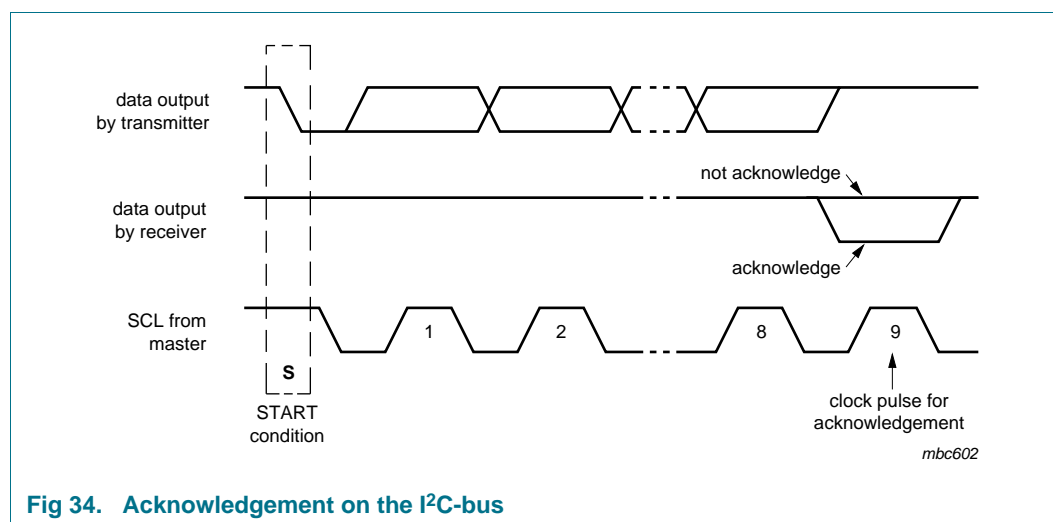 data output
by transmitter
not acknowledge
data output
by receiver
acknowledge
SCL from
master
1
2
8
9
S
START
condition
clock pulse for
acknowledgement
mbc602
Fig 34. Acknowledgement on the I²C-bus